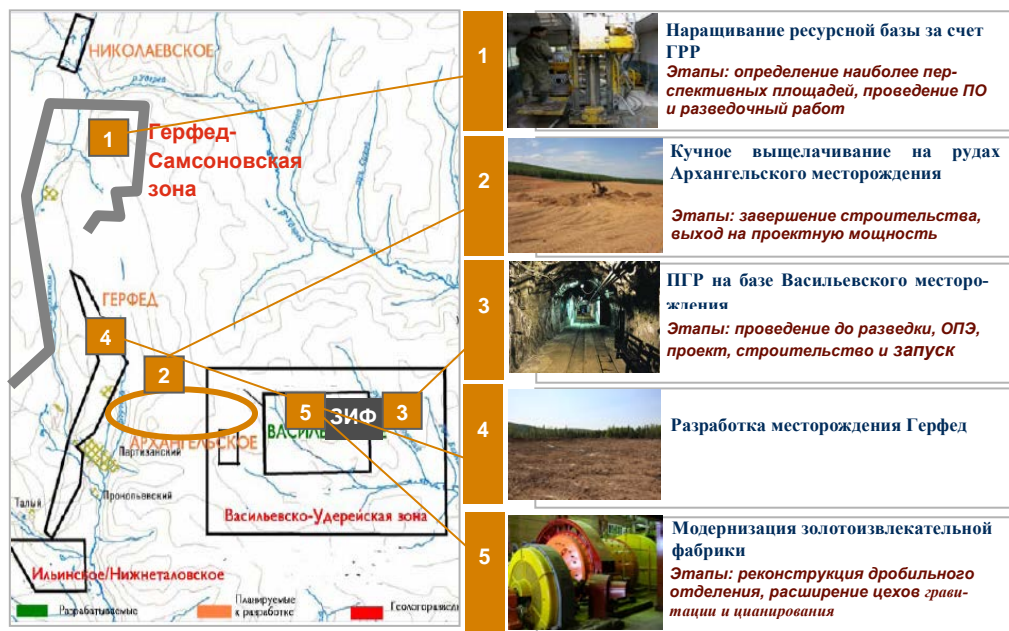 НИКОЛАЕВСКОЕ
р.Удерей
1
Герфед-
Самсоновская
зона
р.Удерей
ГЕРФЕД
4
2
5
ЗИФ
3
АРХАНГЕЛЬСКОЕ
Партизанский
Прокопьевский
Талый
Васильевско-Удерейская зона
Ильинское/Нижнеталовское
Разрабатываемые
Планируемые
к разработке
1
Наращивание ресурсной базы за счет
ГРР
Этапы: определение наиболее пер-
спективных площадей, проведение ПО
и разведочный работ
2
Кучное выщелачивание на рудах
Архангельского месторождения
Этапы: завершение строительства,
выход на проектную мощность
3
ПГР на базе Васильевского месторо-
ждения
Этапы: проведение до разведки, ОПЭ,
проект, строительство и запуск
4
Разработка месторождения Герфед
5
Модернизация золотоизвлекательной
фабрики
Этапы: реконструкция дробильного
отделения, расширение цехов грави-
тации и цианирования